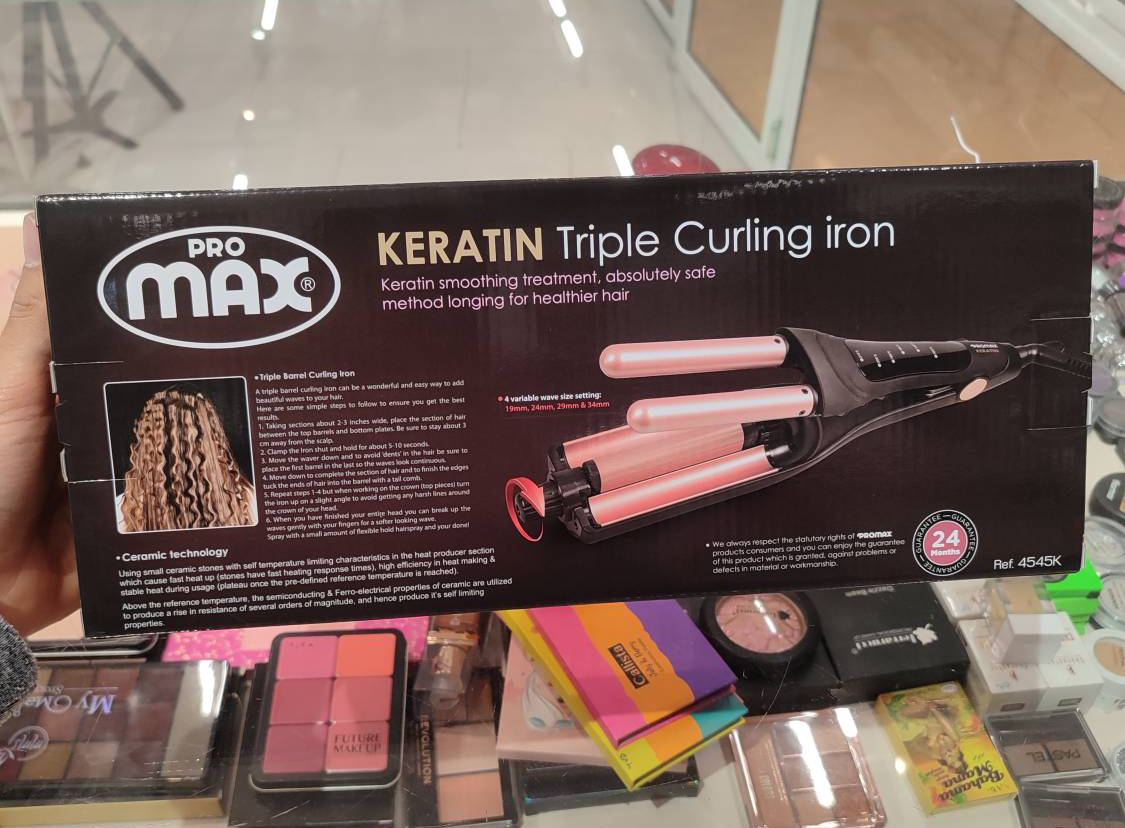 PRO
MAX®
KERATIN Triple Curling iron
Keratin smoothing treatment, absolutely safe
method longing for healthier hair
• Triple Barrel Curling Iron
A triple barrel curling iron can be a wonderful and easy way to add
beautiful waves to your hair.
Here are some simple steps to follow to ensure you get the best
results.
1. Taking sections about 2-3 inches wide, place the section of hair
between the top barrels and bottom plates. Be sure to stay about 3
cm away from the scalp.
2. Clamp the Iron shut and hold for about 5-10 seconds.
3. Move the waver down and to avoid 'dents' in the hair be sure to
place the first barrel in the last so the waves look continuous.
4. Move down to complete the section of hair and to finish the edges
tuck the ends of hair into the barrel with a tail comb.
5. Repeat steps 1-4 but when working on the crown (top pieces) turn
the iron up on a slight angle to avoid getting any harsh lines around
the crown of your head.
6. When you have finished your entire head you can break up the
waves gently with your fingers for a softer looking wave.
Spray with a small amount of flexible hold hairspray and your done!
• 4 variable wave size setting:
19mm, 24mm, 29mm & 34mm
PROMAX
KERATIN
• Ceramic technology
Using small ceramic stones with self temperature limiting characteristics in the heat producer section
which cause fast heat up (stones have fast heating response times), high efficiency in heat making &
stable heat during usage (plateau once the pre-defined reference temperature is reached).
Above the reference temperature, the semiconducting & Ferro-electrical properties of ceramic are utilized
to produce a rise in resistance of several orders of magnitude, and hence produce it's self limiting
properties.
• We always respect the statutory rights of PROMAX
products consumers and you can enjoy the guarantee
of this product which is granted, against problems or
defects in material or workmanship.
GUARANTEE
24
Months
GUARANTEE
Ref. 4545K
My
FUTURE
MAKEUP
REVOLUTION
Callista
Bahama
Mama
PASTEL